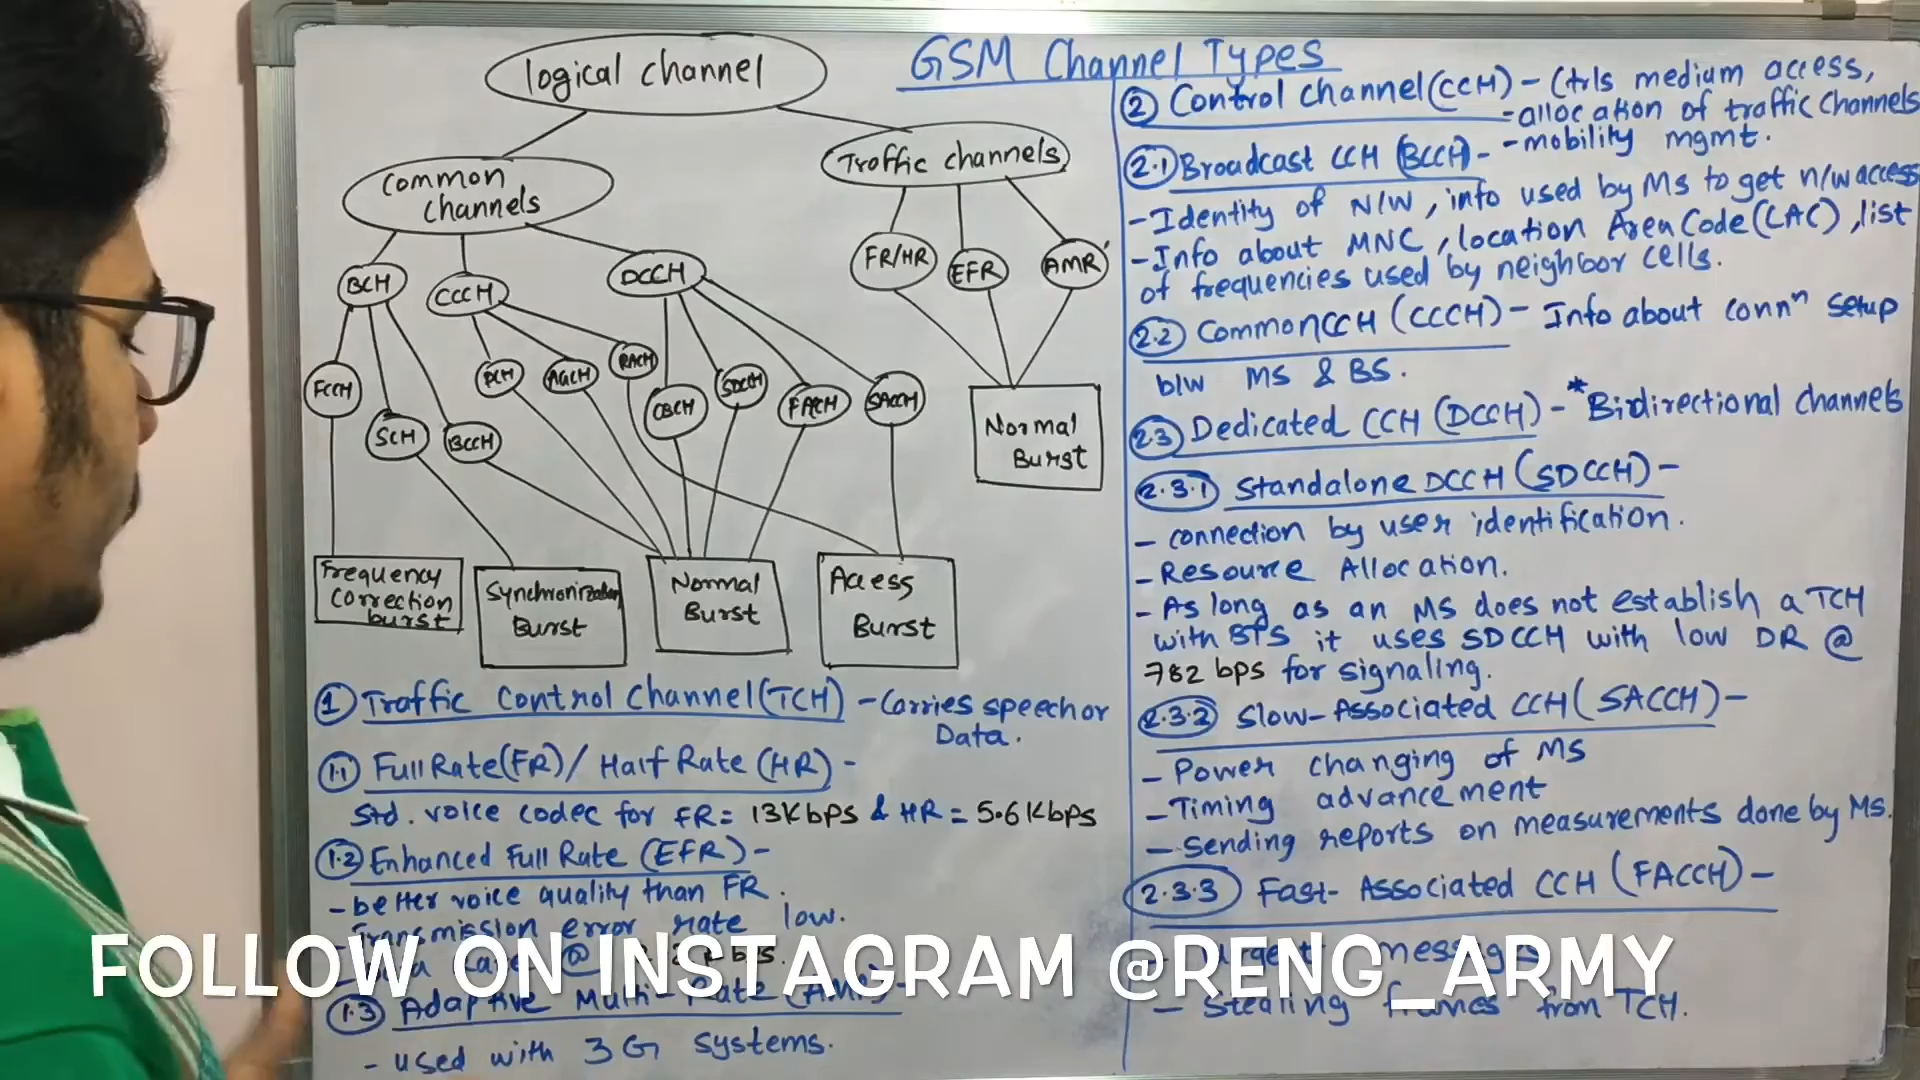 GSM Channel Types
logical channel
Common
channels
Traffic channels
BCH
CCCH
DCCH
FR/HR
EFR
AMR
FCCH
SCH
BCCH
PCH
AGCH
RACH
CBCH
SDCCH
FACH
SACCH
Normal
Burst
Frequency
Correction
burst
Synchronization
Burst
Normal
Burst
Access
Burst
① Traffic Control Channel (TCH) - Carries speech or
Data.
1.1 Full Rate (FR) / Half Rate (HR) -
Std. voice codec for FR = 13Kbps & HR = 5.6Kbps
1.2 Enhanced Full Rate (EFR) -
- better voice quality than FR.
- Transmission error rate low.
@
1.3 Adaptive Multi-Rate (AMR) -
- used with 3G systems.
② Control channel (CCH) - Ctrls medium access,
- allocation of traffic channels
- mobility mgmt.
2.1 Broadcast CCH (BCCH) -
- Identity of N/W, info used by Ms to get n/w access
- Info about MNC, location Area Code (LAC), list
of frequencies used by neighbor cells.
2.2 Common CCH (CCCH) - Info about connⁿ setup
b/w MS & BS.
2.3 Dedicated CCH (DCCH) - *Birdirectional channels
2.3.1 Standalone DCCH (SDCCH) -
- connection by user identification.
- Resource Allocation.
- As long as an MS does not establish a TCH
with BTS it uses SDCCH with low DR @
782 bps for signaling.
2.3.2 Slow-Associated CCH (SACCH) -
- Power changing of MS
- Timing advancement
- Sending reports on measurements done by MS.
2.3.3 Fast-Associated CCH (FACCH) -
- Urgent messages
- Stealing frames from TCH.
FOLLOW ON INSTAGRAM @RENG_ARMY